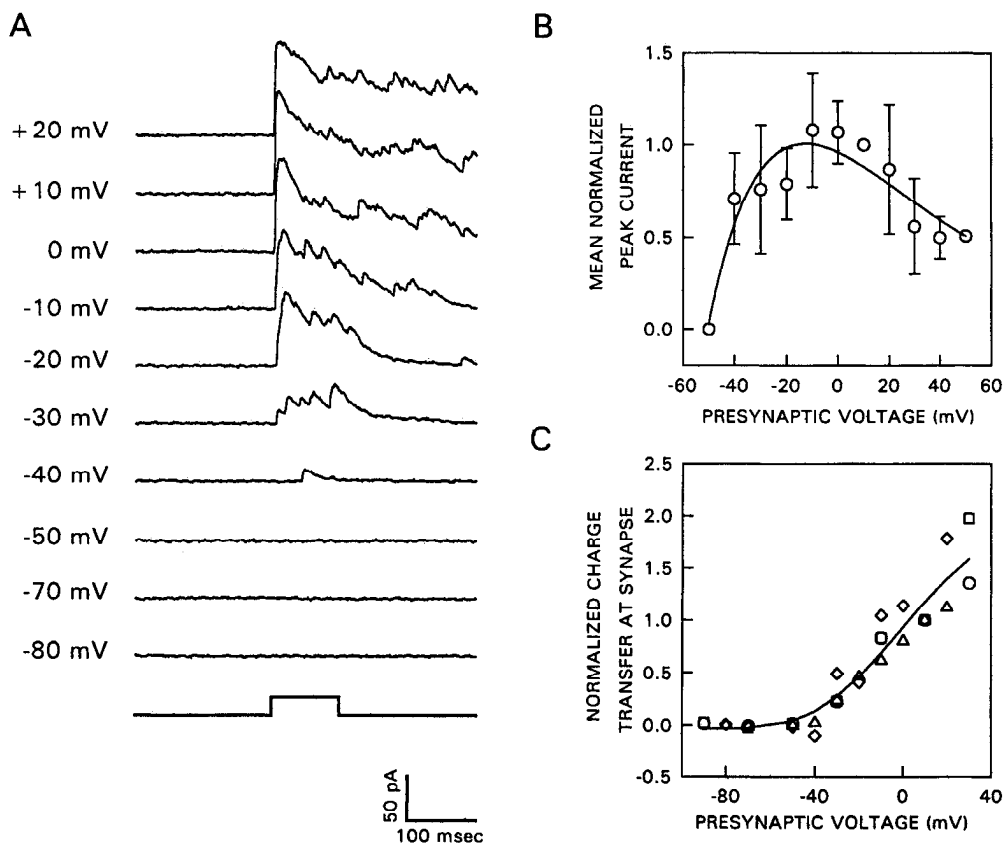 A
+20 mV
+10 mV
0 mV
-10 mV
-20 mV
-30 mV
-40 mV
-50 mV
-70 mV
-80 mV
50 pA
100 msec
B
MEAN NORMALIZED
PEAK CURRENT
1.5
1.0
0.5
0.0
-60 -40 -20 0 20 40 60
PRESYNAPTIC VOLTAGE (mV)
C
NORMALIZED CHARGE
TRANSFER AT SYNAPSE
2.5
2.0
1.5
1.0
0.5
0.0
-0.5
-80 -40 0 40
PRESYNAPTIC VOLTAGE (mV)